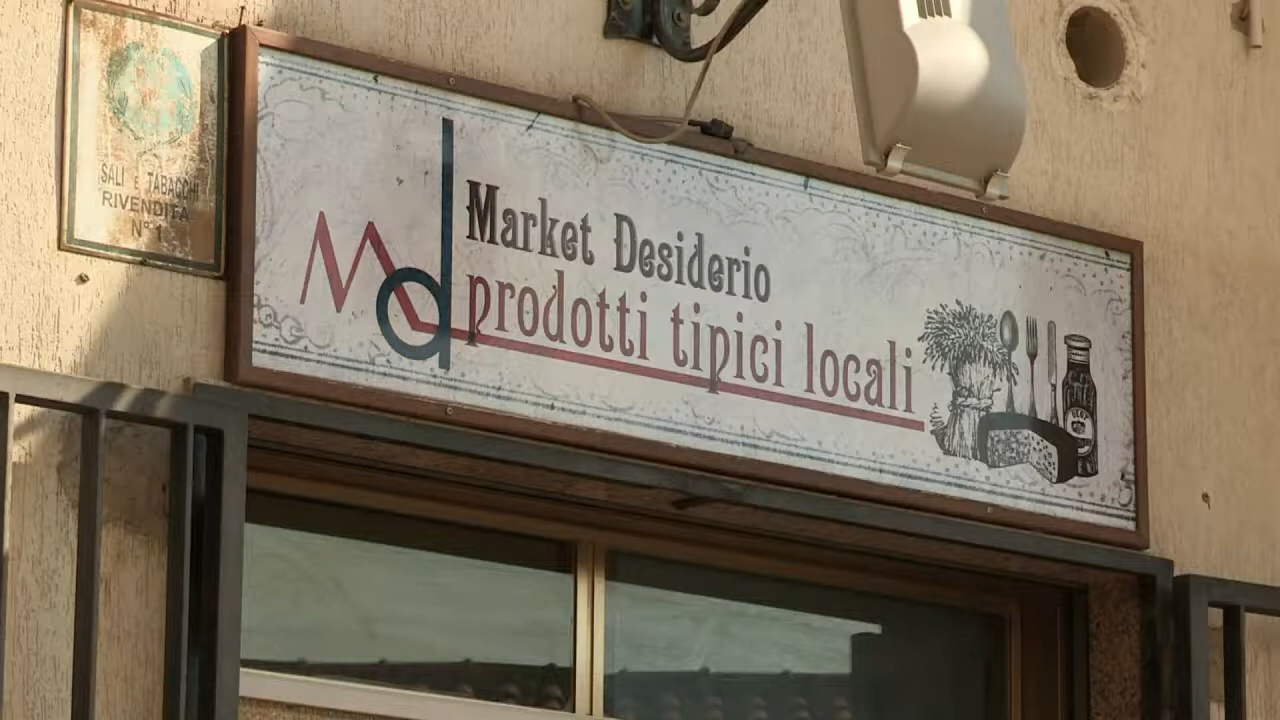 SALI E TABACCHI
RIVENDITA
N° 1
Md
Market Desiderio
prodotti tipici locali